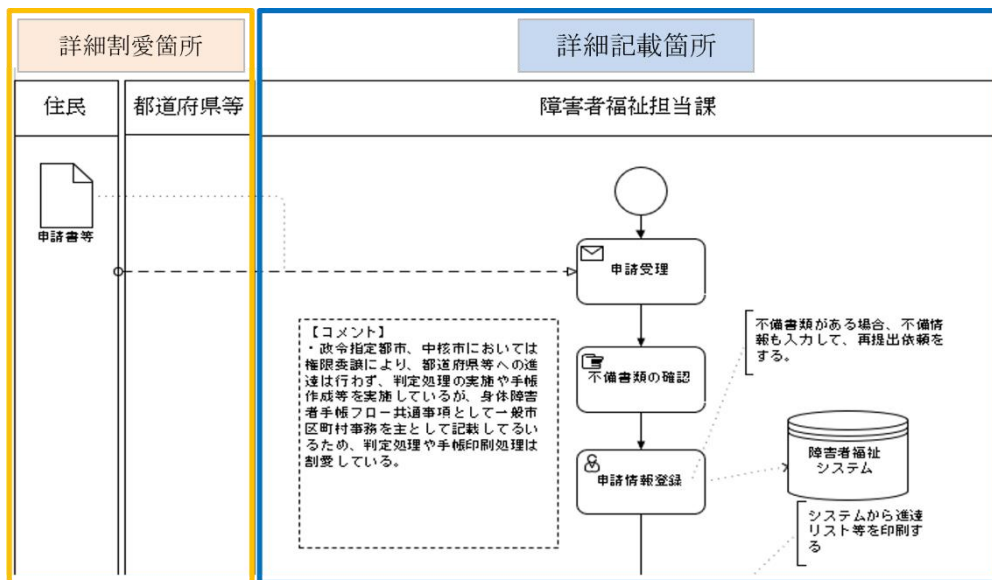 詳細割愛箇所
詳細記載箇所
住民
都道府県等
障害者福祉担当課
申請書等
申請受理
【コメント】
・政令指定都市、中核市においては
権限委譲により、都道府県等への進
達は行わず、判定処理の実施や手帳
作成等を実施しているが、身体障害
者手帳フロー共通事項として一般市
区町村事務を主として記載してるい
るため、判定処理や手帳印刷処理は
割愛している。
不備書類の確認
不備書類がある場合、不備情
報も入力して、再提出依頼を
する。
申請情報登録
障害者福祉
システム
システムから進達
リスト等を印刷す
る